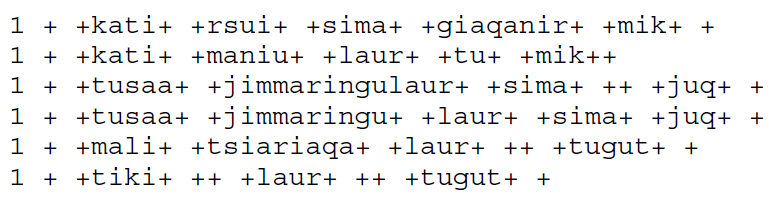 1 + +kati+ +rsui+ +sima+ +giaqanir+ +mik+ +
1 + +kati+ +maniu+ +laur+ +tu+ +mik++
1 + +tusaa+ +jimmaringulaur+ +sima+ ++ +juq+ +
1 + +tusaa+ +jimmaringu+ +laur+ +sima+ +juq+ +
1 + +mali+ +tsiariaqa+ +laur+ ++ +tugut+ +
1 + +tiki+ ++ +laur+ ++ +tugut+ +